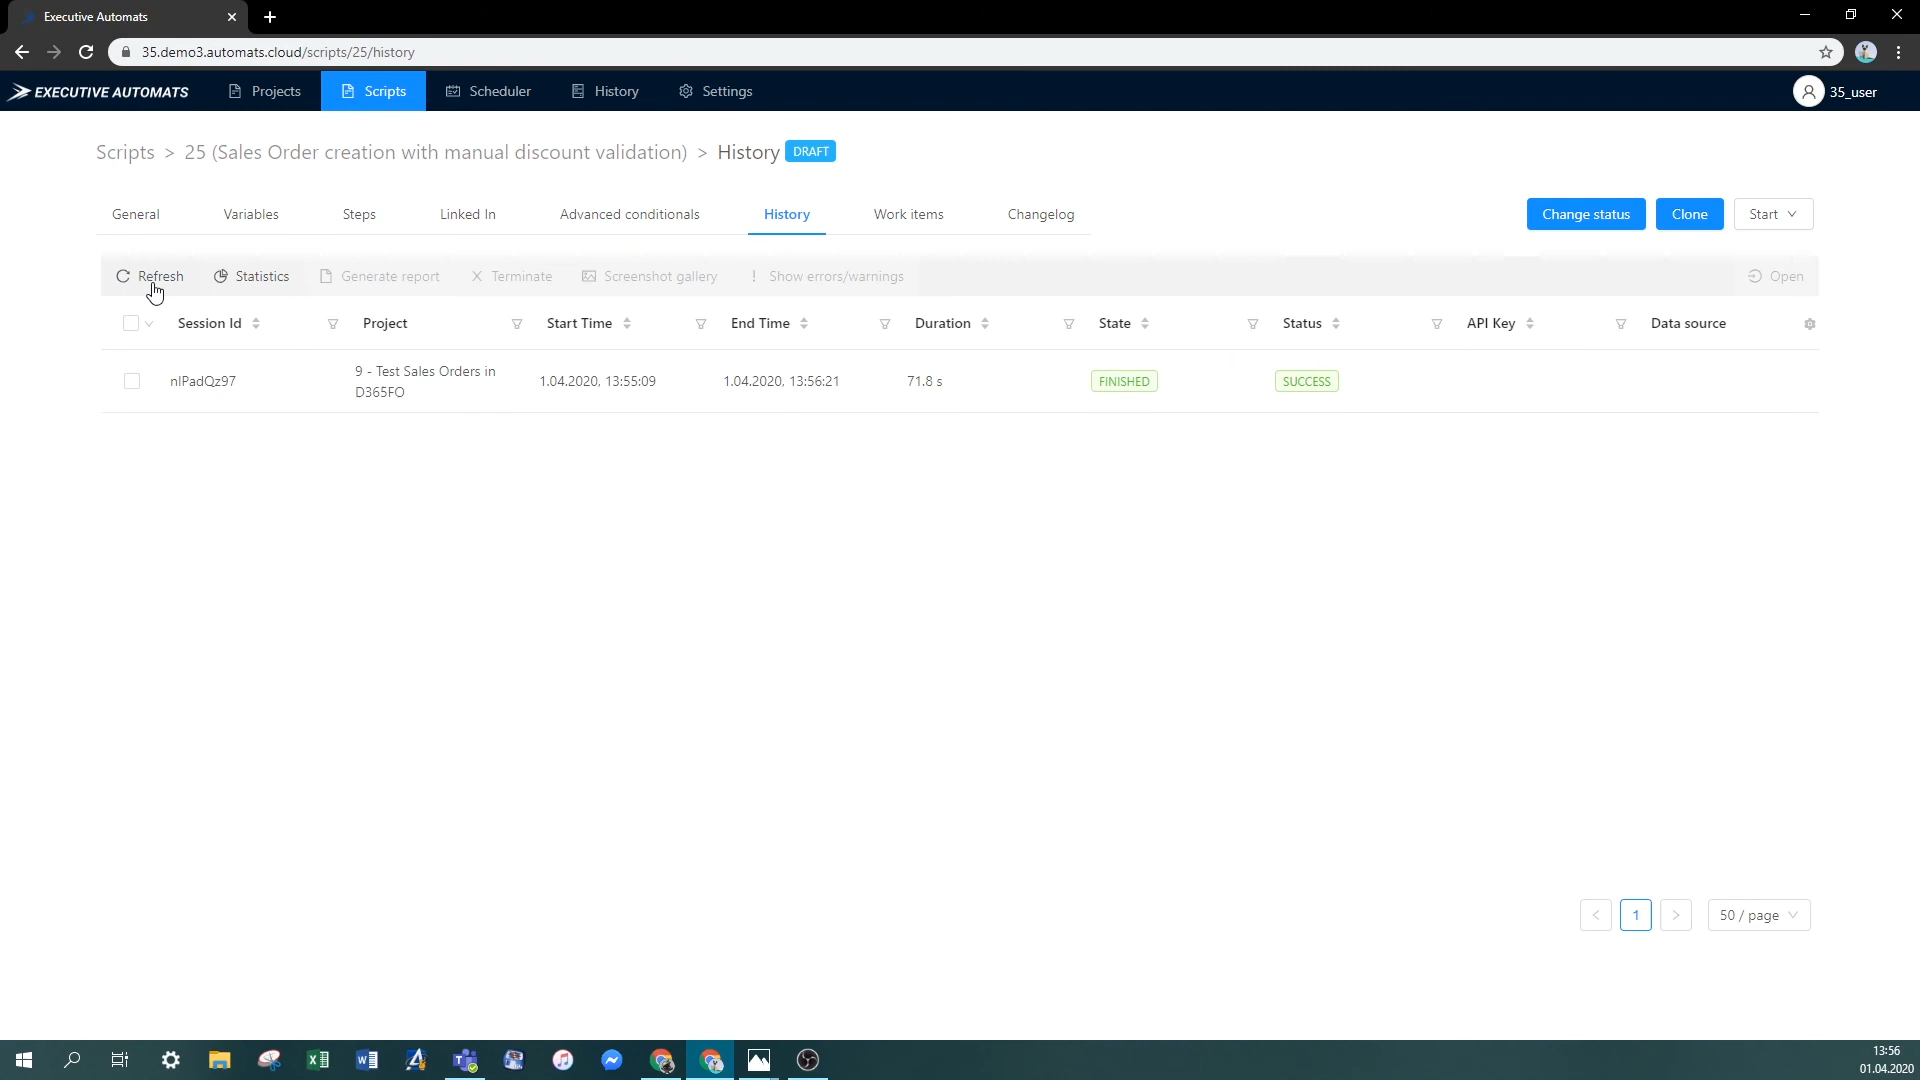 Executive Automats
35.demo3.automats.cloud/scripts/25/history
EXECUTIVE AUTOMATS
Projects
Scripts
Scheduler
History
Settings
35_user
Scripts > 25 (Sales Order creation with manual discount validation) > History DRAFT
General
Variables
Steps
Linked In
Advanced conditionals
History
Work items
Changelog
Change status
Clone
Start
Refresh
Statistics
Generate report
Terminate
Screenshot gallery
Show errors/warnings
Open
Session Id
Project
Start Time
End Time
Duration
State
Status
API Key
Data source
nlPadQz97
9 - Test Sales Orders in
D365FO
1.04.2020, 13:55:09
1.04.2020, 13:56:21
71.8 s
FINISHED
SUCCESS
1
50 / page
13:56
01.04.2020